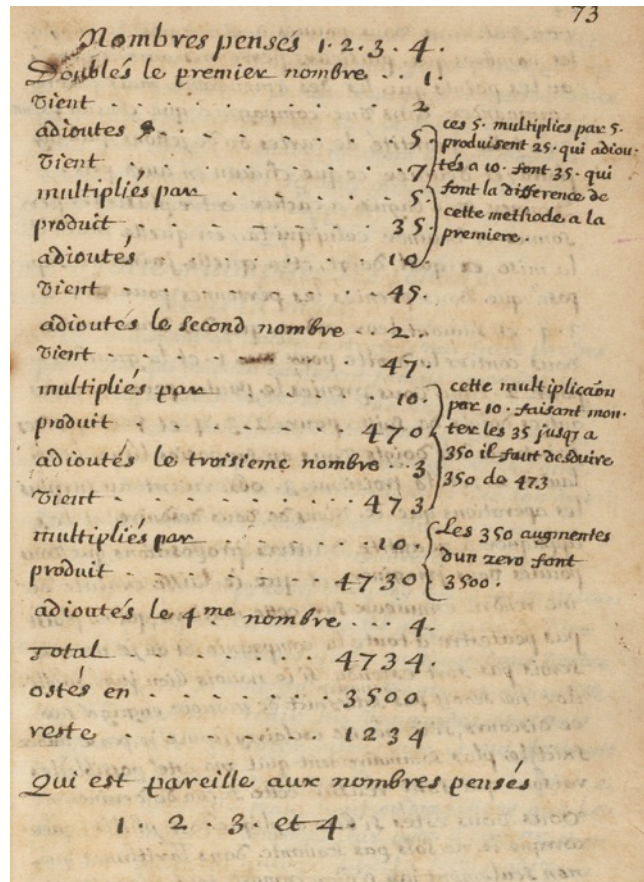 73
Nombres pensés 1 · 2 · 3 · 4 ·
Doublés le premier nombre . . 1 ·
Vient . . . . . . . . . 2
adioutes . . . . . . . . 5 ·
Vient . . . . . . . . . 7
multipliés par . . . . . 5 ·
produit . . . . . . . . 35 ·
adioutés . . . . . . . . 10
Vient . . . . . . . . . 45 ·
adioutés le second nombre . . 2 ·
Vient . . . . . . . . . 47 ·
multipliés par . . . . . 10 ·
produit . . . . . . . . 470
adioutés le troisieme nombre . . 3
Vient . . . . . . . . . 473
multipliés par . . . . . 10 ·
produit . . . . . . . . 4730
adioutés le 4me nombre . . . 4 ·
Total . . . . . . . . . 4734 ·
ostés en . . . . . . . . 3500
reste . . . . . . . . . 1234
Qui est pareille aux nombres pensés
1 · 2 · 3 · et 4 ·
ces 5 · multiplies par 5 ·
produisent 25 · qui adiou-
tés a 10 · font 35 · qui
font la difference de
cette methode a la
premiere ·
cette multiplicaõn
par 10 · faisant mon-
ter les 35 jusqʒ a
350 il faut desduire
350 de 473
Les 350 augmentes
dun zero font
3500 ·